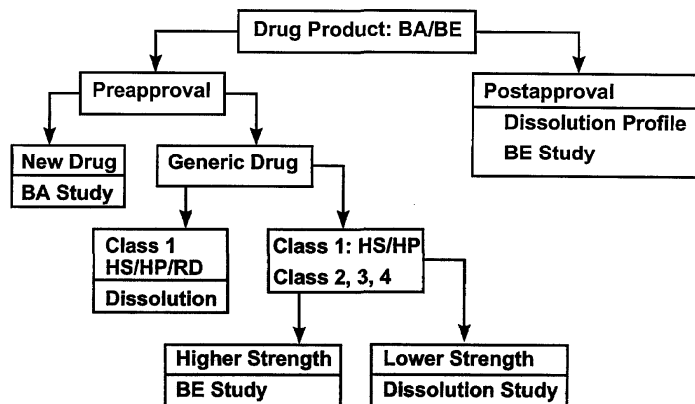 Drug Product: BA/BE
Preapproval
Postapproval
Dissolution Profile
BE Study
New Drug
BA Study
Generic Drug
Class 1
HS/HP/RD
Dissolution
Class 1: HS/HP
Class 2, 3, 4
Higher Strength
BE Study
Lower Strength
Dissolution Study